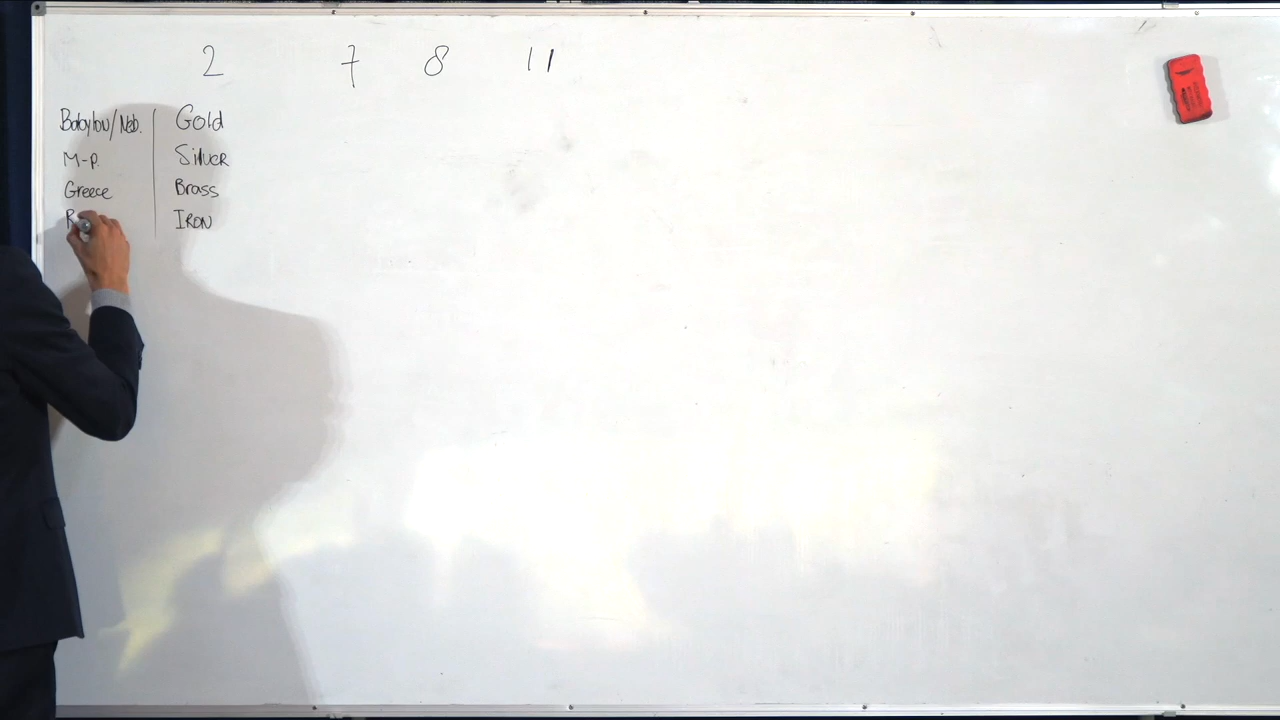 2 7 8 11
Babylon/Neb. Gold
M-P. Silver
Greece Brass
R Iron